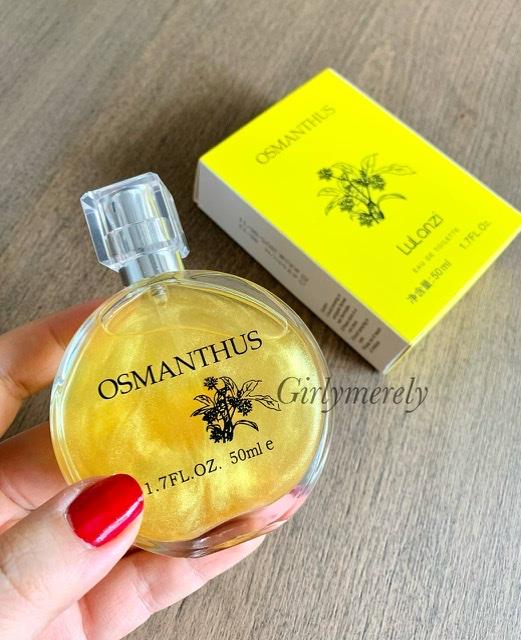 OSMANTHUS
LuLanzi
EAU DE TOILETTE
净含量:50ml 1.7FL.Oz.
OSMANTHUS
Girlymerely
1.7FL.OZ. 50ml e